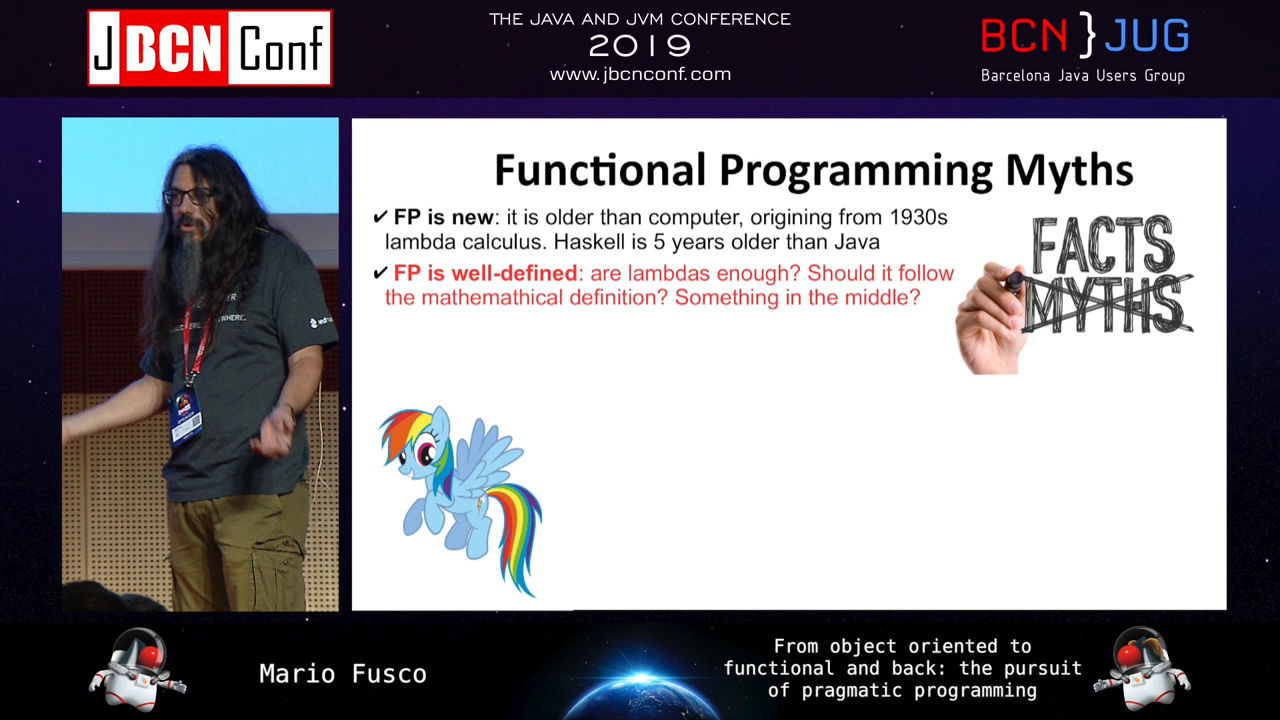 J BCN Conf
THE JAVA AND JVM CONFERENCE
2019
www.jbcnconf.com
BCN } JUG
Barcelona Java Users Group
Functional Programming Myths
✔ FP is new: it is older than computer, origining from 1930s
lambda calculus. Haskell is 5 years older than Java
✔ FP is well-defined: are lambdas enough? Should it follow
the mathemathical definition? Something in the middle?
FACTS
MYTHS
Mario Fusco
From object oriented to
functional and back: the pursuit
of pragmatic programming